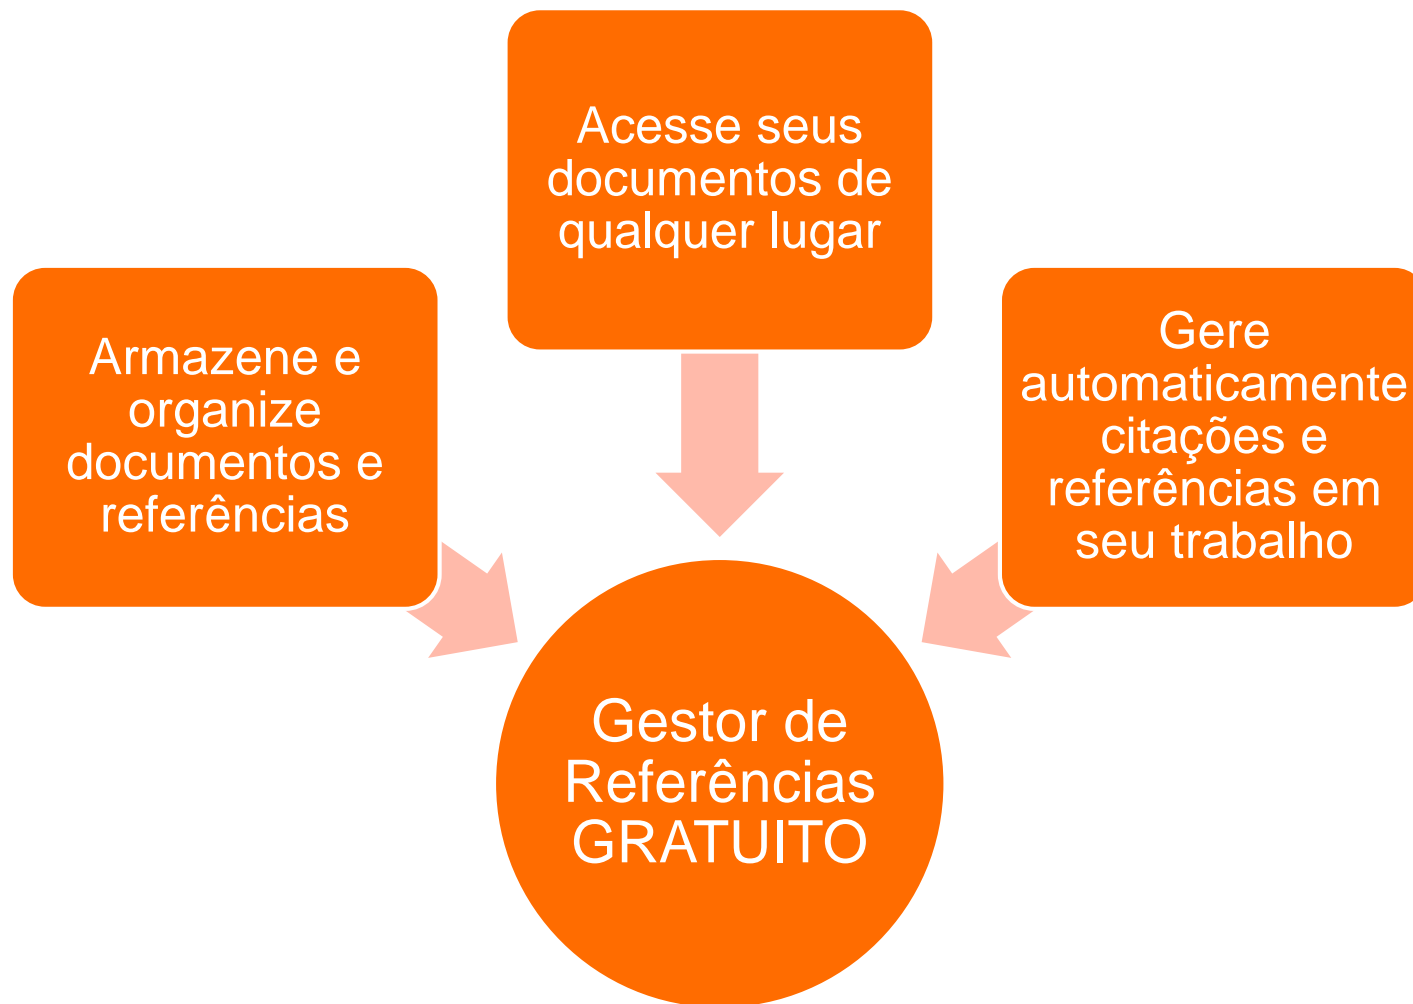 Acesse seus
documentos de
qualquer lugar
Armazene e
organize
documentos e
referências
Gere
automaticamente
citações e
referências em
seu trabalho
Gestor de
Referências
GRATUITO